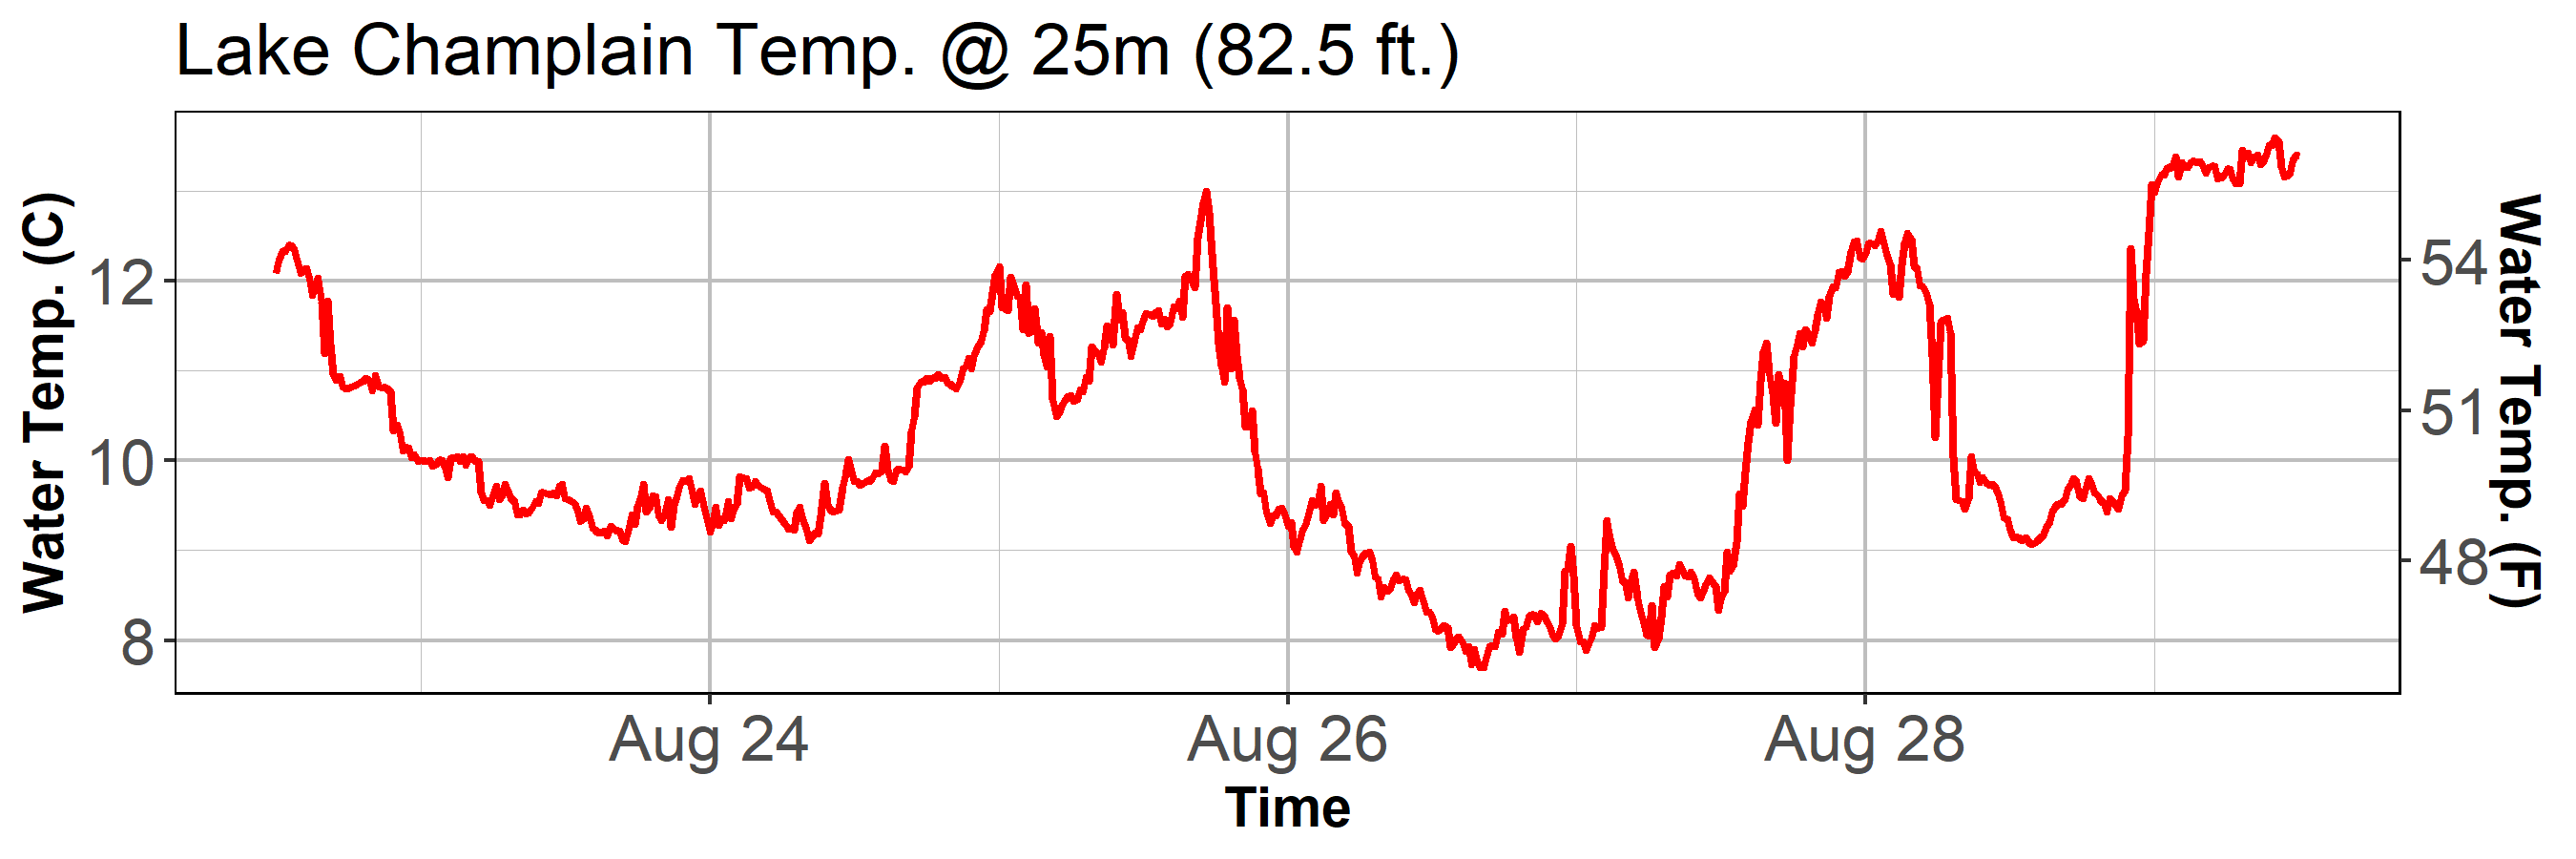 Lake Champlain Temp. @ 25m (82.5 ft.)
Water Temp. (C)
12
10
8
54
51
48
Water Temp. (F)
Aug 24 Aug 26 Aug 28
Time